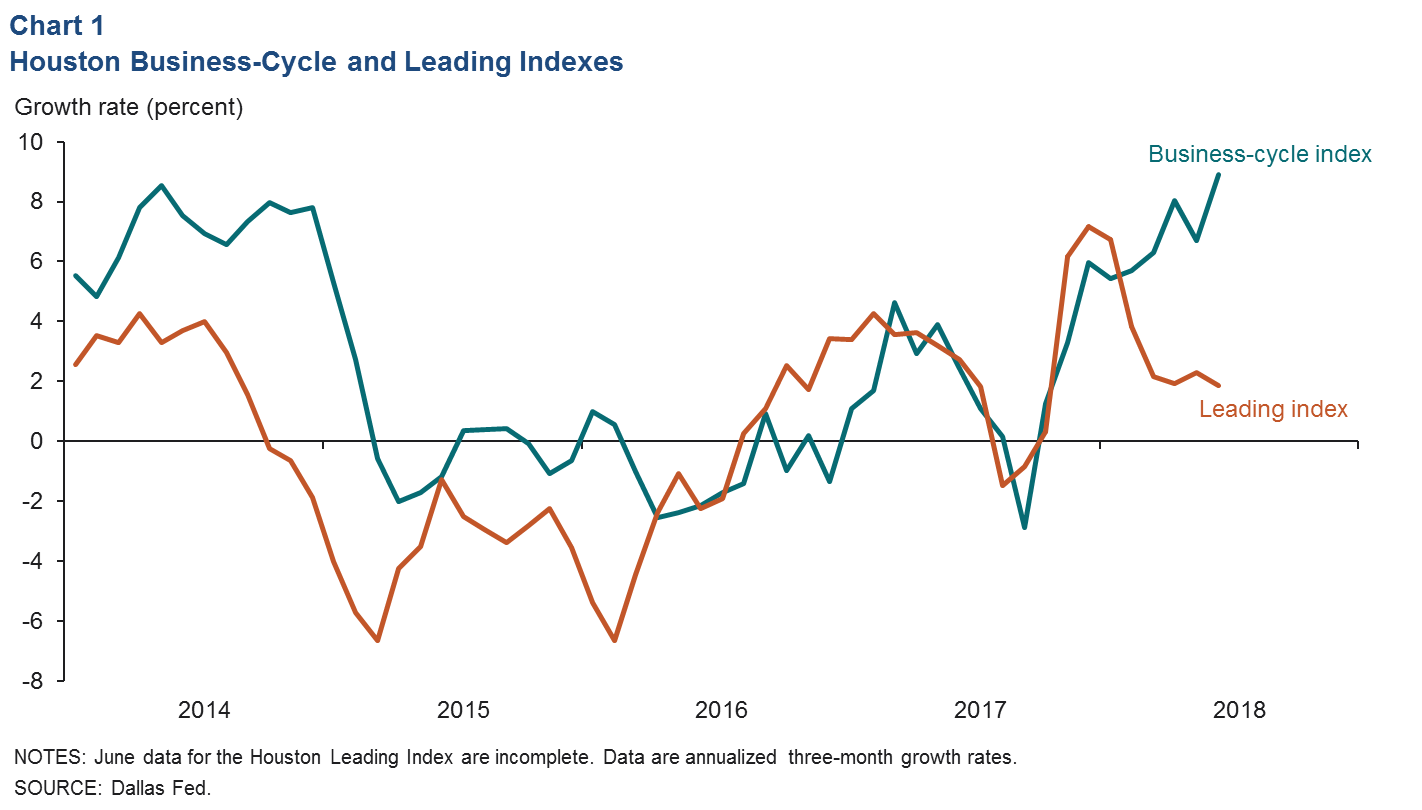 Chart 1
Houston Business-Cycle and Leading Indexes
Growth rate (percent)
10
8
6
4
2
0
-2
-4
-6
-8
Business-cycle index
Leading index
2014 2015 2016 2017 2018
NOTES: June data for the Houston Leading Index are incomplete. Data are annualized three-month growth rates.
SOURCE: Dallas Fed.